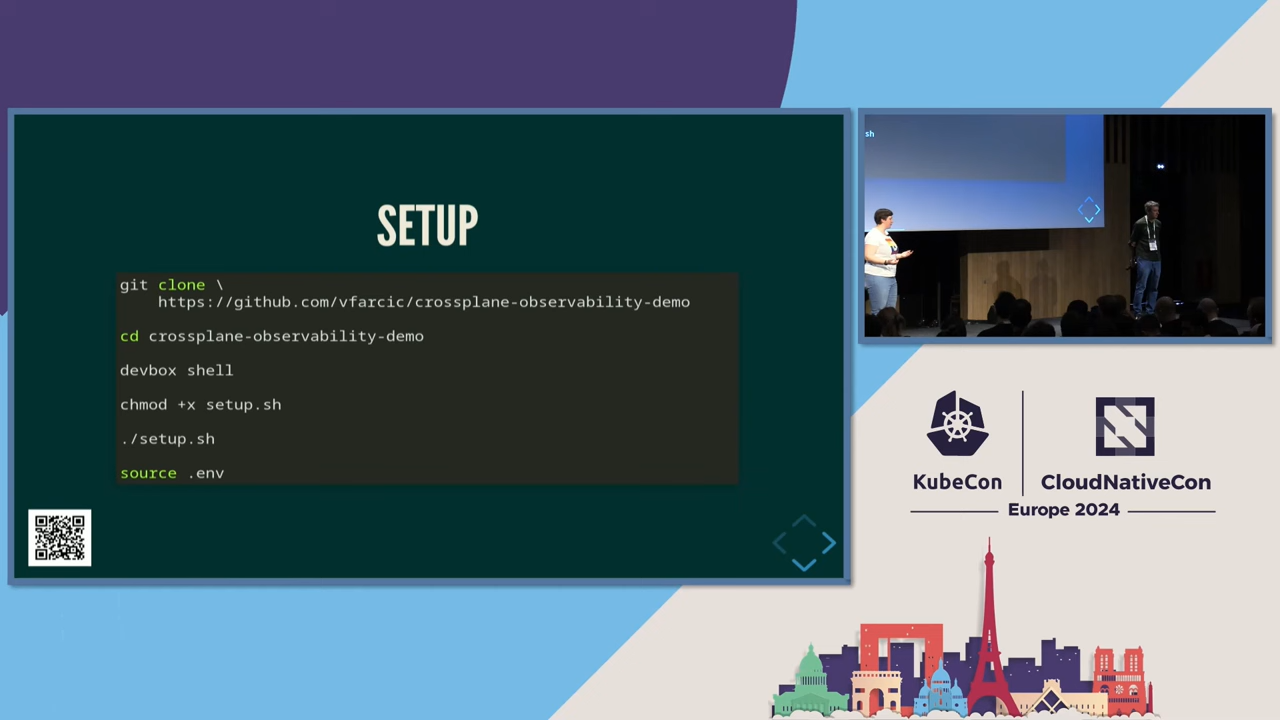 SETUP
git clone \
https://github.com/vfarcic/crossplane-observability-demo
cd crossplane-observability-demo
devbox shell
chmod +x setup.sh
./setup.sh
source .env
sh
KubeCon
CloudNativeCon
Europe 2024